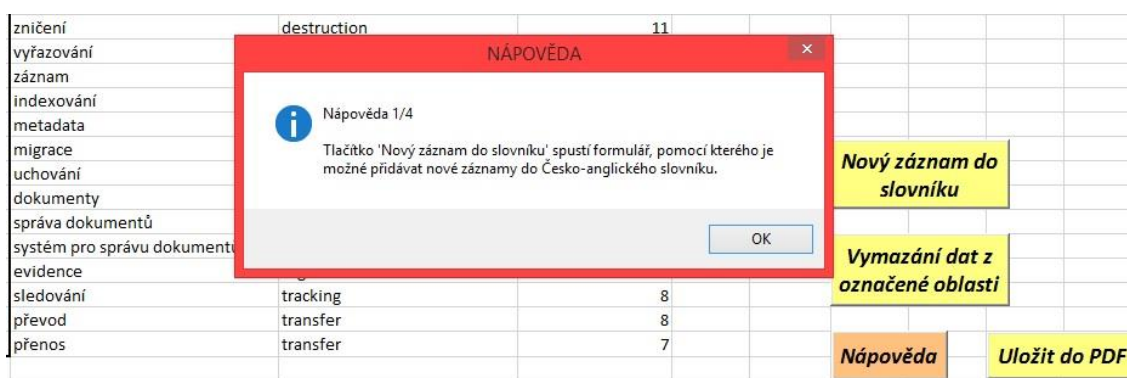 zničení destruction 11
vyřazování
záznam
indexování
metadata
migrace
uchování
dokumenty
správa dokumentů
systém pro správu dokumentů
evidence
sledování tracking 8
převod transfer 8
přenos transfer 7
NÁPOVĚDA
Nápověda 1/4
Tlačítko 'Nový záznam do slovníku' spustí formulář, pomocí kterého je
možné přidávat nové záznamy do Česko-anglického slovníku.
OK
Nový záznam do
slovníku
Vymazání dat z
označené oblasti
Nápověda
Uložit do PDF